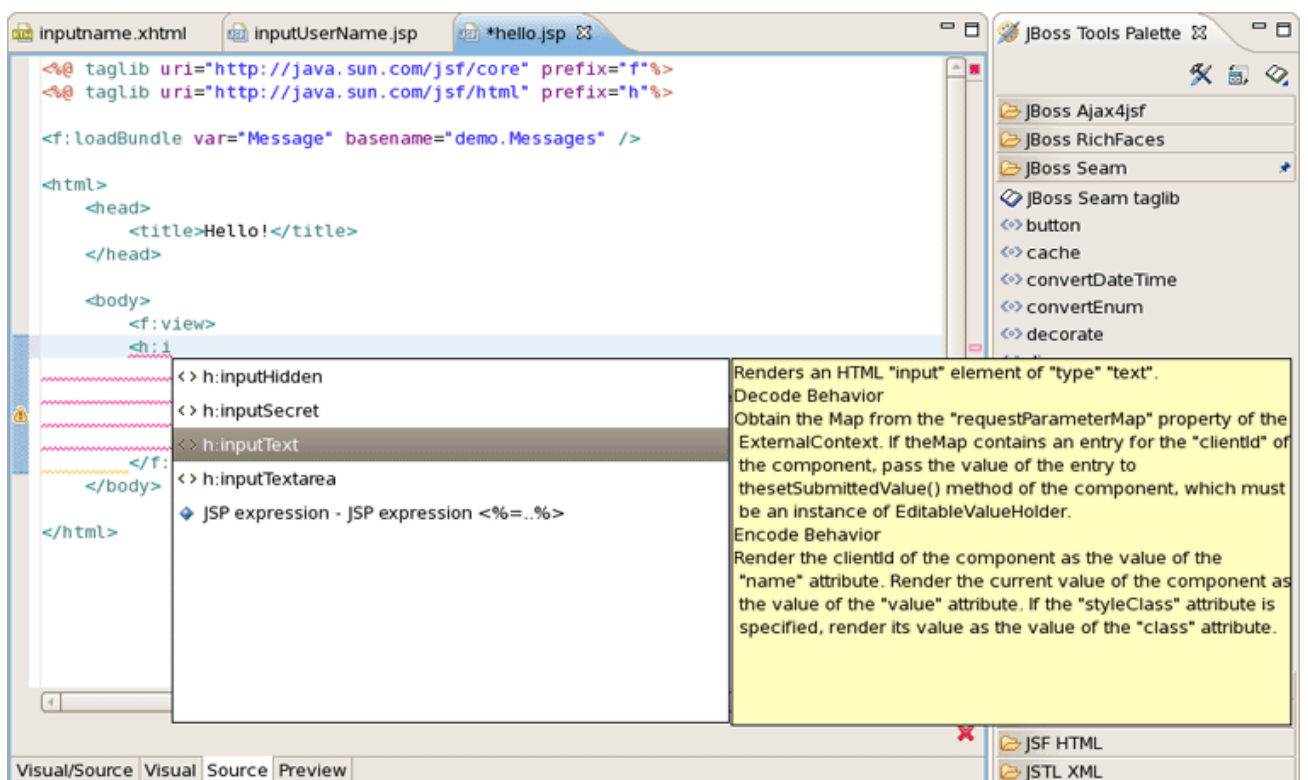 inputname.xhtml inputUserName.jsp *hello.jsp
<%@ taglib uri="http://java.sun.com/jsf/core" prefix="f"%>
<%@ taglib uri="http://java.sun.com/jsf/html" prefix="h"%>
<f:loadBundle var="Message" basename="demo.Messages" />
<html>
<head>
<title>Hello!</title>
</head>
<body>
<f:view>
<h:i
</f:
</body>
</html>
h:inputHidden
h:inputSecret
h:inputText
h:inputTextarea
JSP expression - JSP expression <%=..%>
Renders an HTML "input" element of "type" "text".
Decode Behavior
Obtain the Map from the "requestParameterMap" property of the
ExternalContext. If theMap contains an entry for the "clientId" of
the component, pass the value of the entry to
thesetSubmittedValue() method of the component, which must
be an instance of EditableValueHolder.
Encode Behavior
Render the clientId of the component as the value of the
"name" attribute. Render the current value of the component as
the value of the "value" attribute. If the "styleClass" attribute is
specified, render its value as the value of the "class" attribute.
Visual/Source Visual Source Preview
JBoss Tools Palette
JBoss Ajax4jsf
JBoss RichFaces
JBoss Seam
JBoss Seam taglib
button
cache
convertDateTime
convertEnum
decorate
JSF HTML
JSTL XML